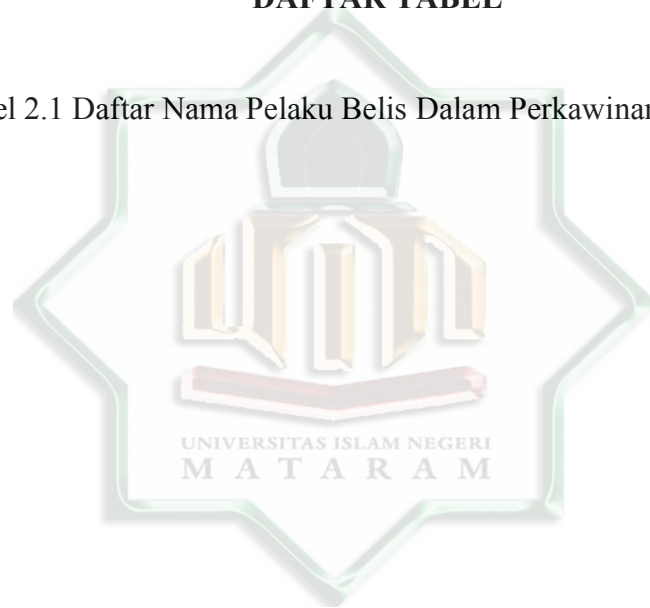 DAFTAR TABEL
el 2.1 Daftar Nama Pelaku Belis Dalam Perkawinan
UNIVERSITAS ISLAM NEGERI
MATARAM